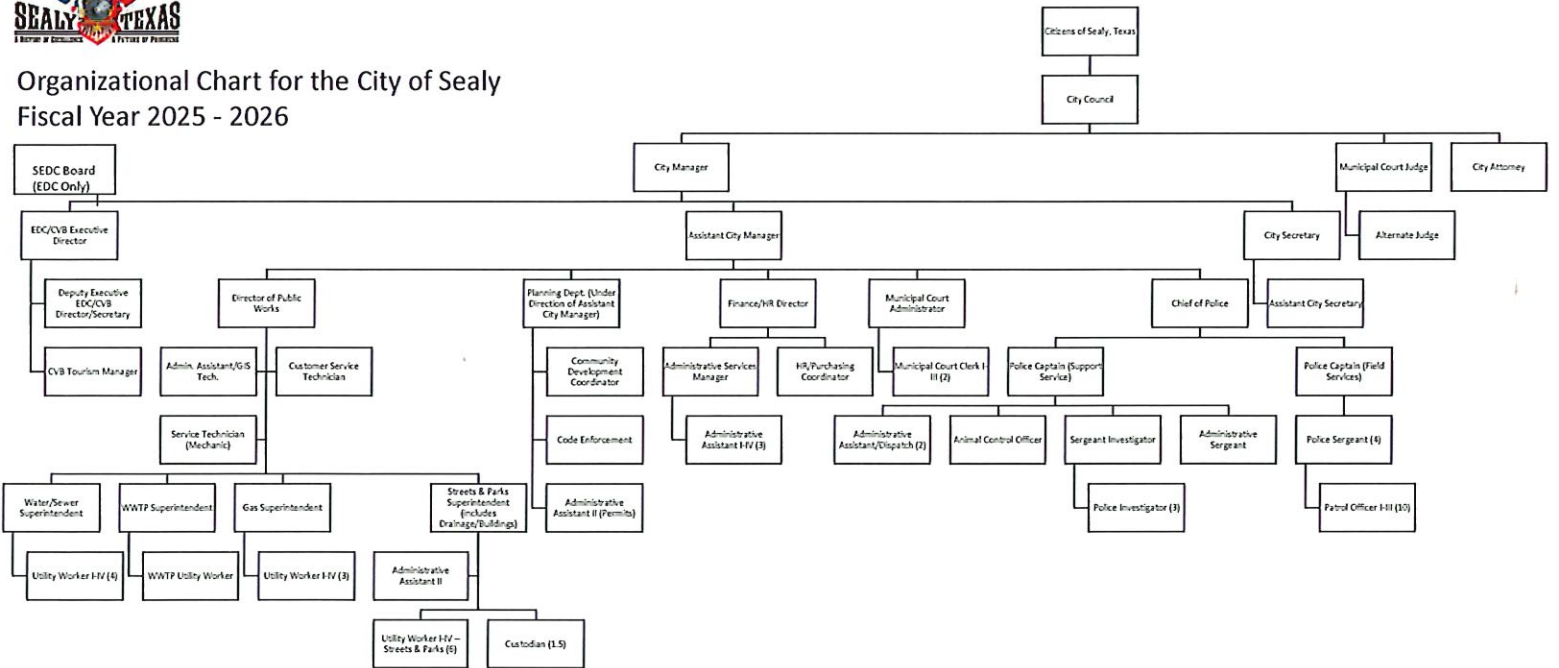 SEALY TEXAS
Organizational Chart for the City of Sealy
Fiscal Year 2025 - 2026
Citizens of Sealy, Texas
City Council
SEDC Board
(EDC Only)
City Manager
Municipal Court Judge
City Attorney
EDC/CVB Executive
Director
Assistant City Manager
City Secretary
Alternate Judge
Deputy Executive
EDC/CVB
Director/Secretary
Director of Public
Works
Planning Dept. (Under
Direction of Assistant
City Manager)
Finance/HR Director
Municipal Court
Administrator
Chief of Police
Assistant City Secretary
CVB Tourism Manager
Admin. Assistant/GIS
Tech.
Customer Service
Technician
Community
Development
Coordinator
Administrative Services
Manager
HR/Purchasing
Coordinator
Municipal Court Clerk I-
III (2)
Police Captain (Support
Service)
Police Captain (Field
Services)
Service Technician
(Mechanic)
Code Enforcement
Administrative
Assistant I-IV (3)
Administrative
Assistant/Dispatch (2)
Animal Control Officer
Sergeant Investigator
Administrative
Sergeant
Police Sergeant (4)
Water/Sewer
Superintendent
WWTP Superintendent
Gas Superintendent
Streets & Parks
Superintendent
(includes
Drainage/Buildings)
Administrative
Assistant II (Permits)
Police Investigator (3)
Patrol Officer I-III (10)
Utility Worker I-IV (4)
WWTP Utility Worker
Utility Worker I-IV (3)
Administrative
Assistant II
Utility Worker I-IV –
Streets & Parks (6)
Custodian (1.5)